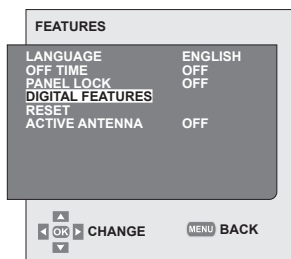 FEATURES
LANGUAGE ENGLISH
OFF TIME OFF
PANEL LOCK OFF
DIGITAL FEATURES
RESET
ACTIVE ANTENNA OFF
OK CHANGE MENU BACK